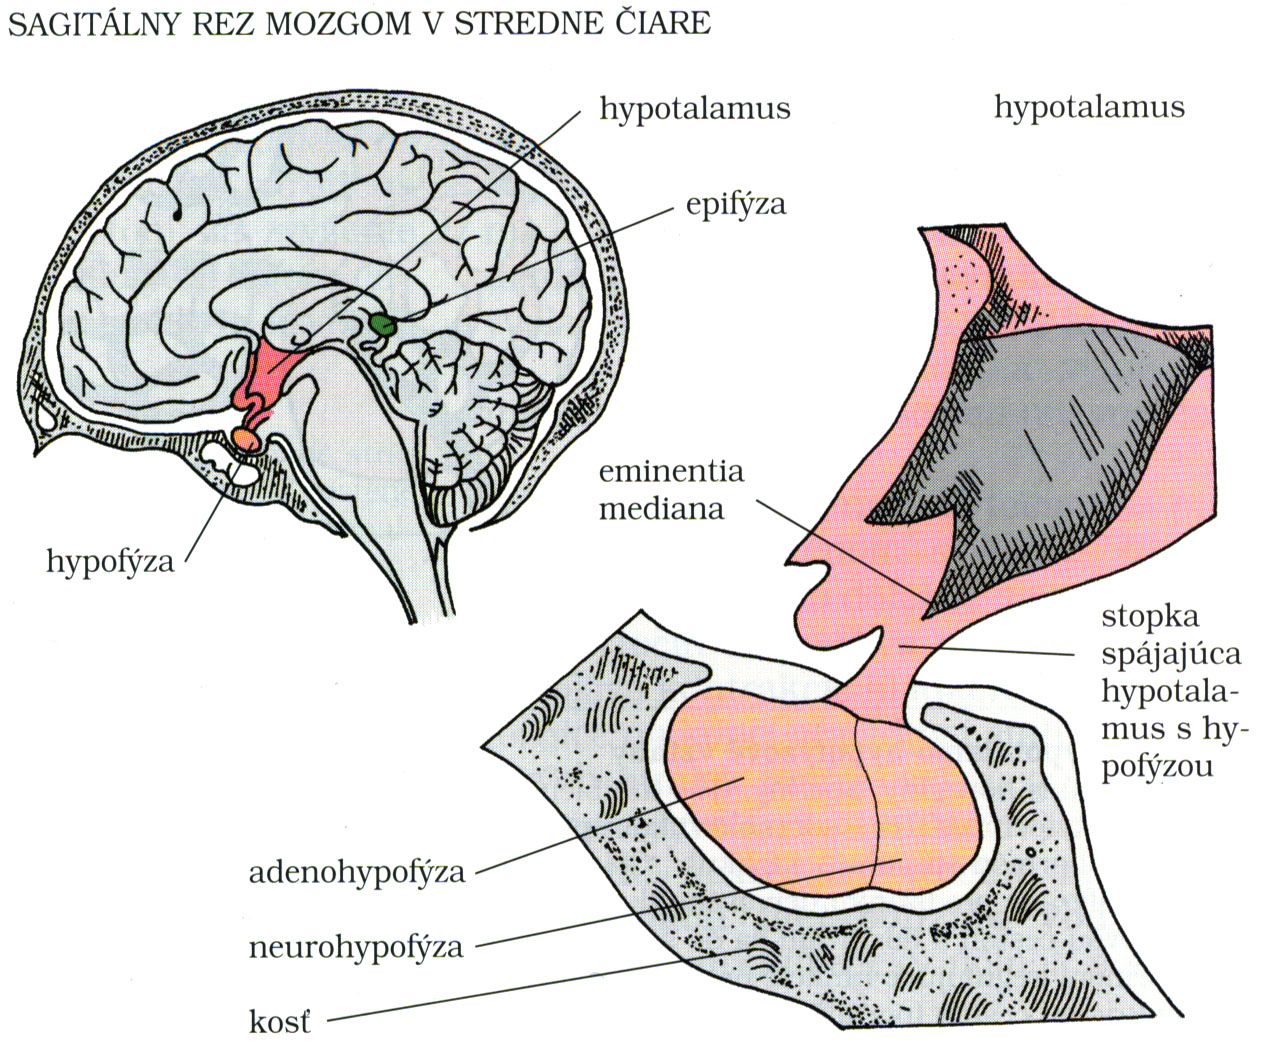 SAGITÁLNY REZ MOZGOM V STREDNE ČIARE
hypotalamus
hypotalamus
epifýza
eminentia
mediana
hypofýza
stopka
spájajúca
hypotala-
mus s hy-
pofýzou
adenohypofýza
neurohypofýza
kosť